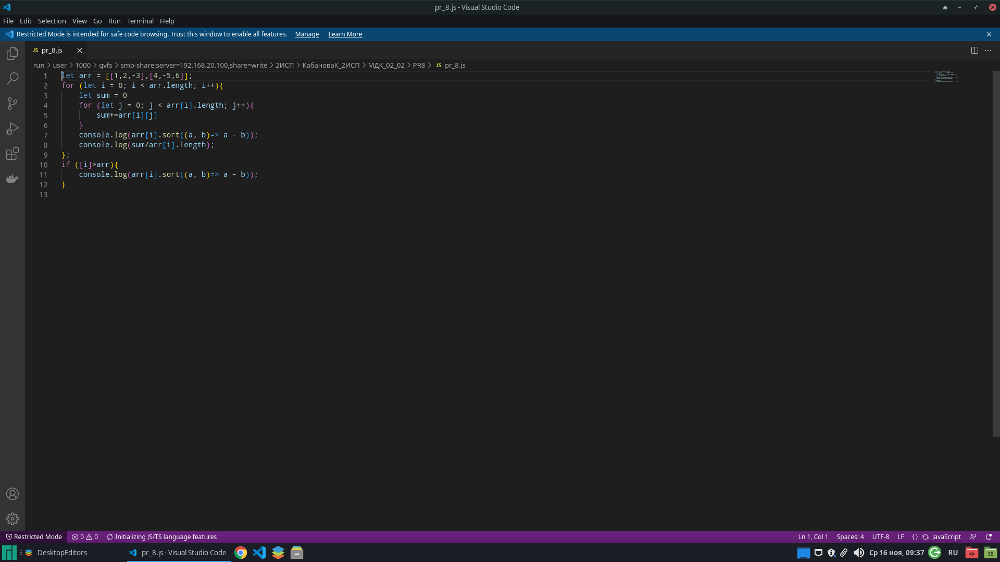 pr_8.js - Visual Studio Code
File Edit Selection View Go Run Terminal Help
Restricted Mode is intended for safe code browsing. Trust this window to enable all features. Manage Learn More
JS pr_8.js
run > user > 1000 > gvfs > smb-share:server=192.168.20.100,share=write > 2ИСП > КабановаК_2ИСП > МДК_02_02 > PR8 > JS pr_8.js
1 let arr = [[1,2,-3],[4,-5,6]];
2 for (let i = 0; i < arr.length; i++){
3     let sum = 0
4     for (let j = 0; j < arr[i].length; j++){
5         sum+=arr[i][j]
6     }
7     console.log(arr[i].sort((a, b)=> a - b));
8     console.log(sum/arr[i].length);
9 };
10 if ([i]>arr){
11     console.log(arr[i].sort((a, b)=> a - b));
12 }
13
Restricted Mode 0 0 Initializing JS/TS language features Ln 1, Col 1 Spaces: 4 UTF-8 LF {} JavaScript
DesktopEditors pr_8.js - Visual Studio Code Ср 16 ноя, 09:37 RU